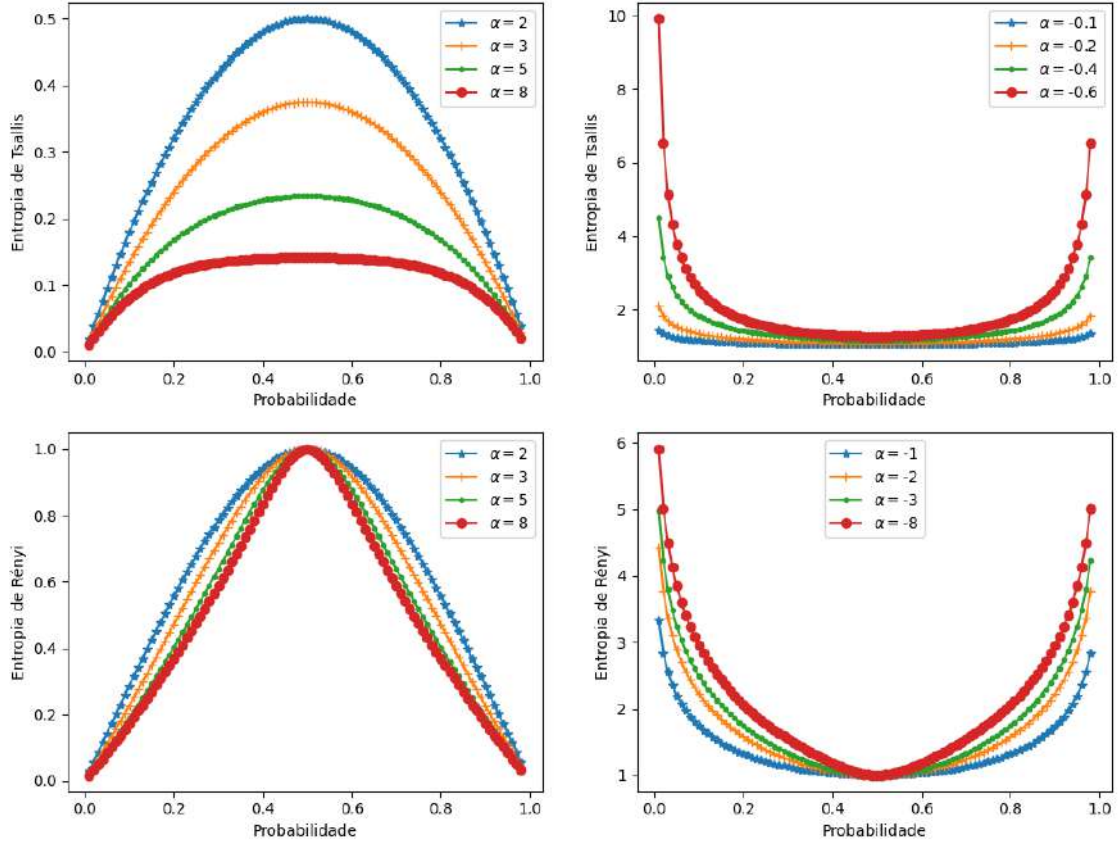 0.5
0.4
0.3
0.2
0.1
0.0
Entropia de Tsallis
α = 2
α = 3
α = 5
α = 8
0.0 0.2 0.4 0.6 0.8 1.0
Probabilidade
10
8
6
4
2
Entropia de Tsallis
α = -0.1
α = -0.2
α = -0.4
α = -0.6
0.0 0.2 0.4 0.6 0.8 1.0
Probabilidade
1.0
0.8
0.6
0.4
0.2
0.0
Entropia de Rényi
α = 2
α = 3
α = 5
α = 8
0.0 0.2 0.4 0.6 0.8 1.0
Probabilidade
6
5
4
3
2
1
Entropia de Rényi
α = -1
α = -2
α = -3
α = -8
0.0 0.2 0.4 0.6 0.8 1.0
Probabilidade